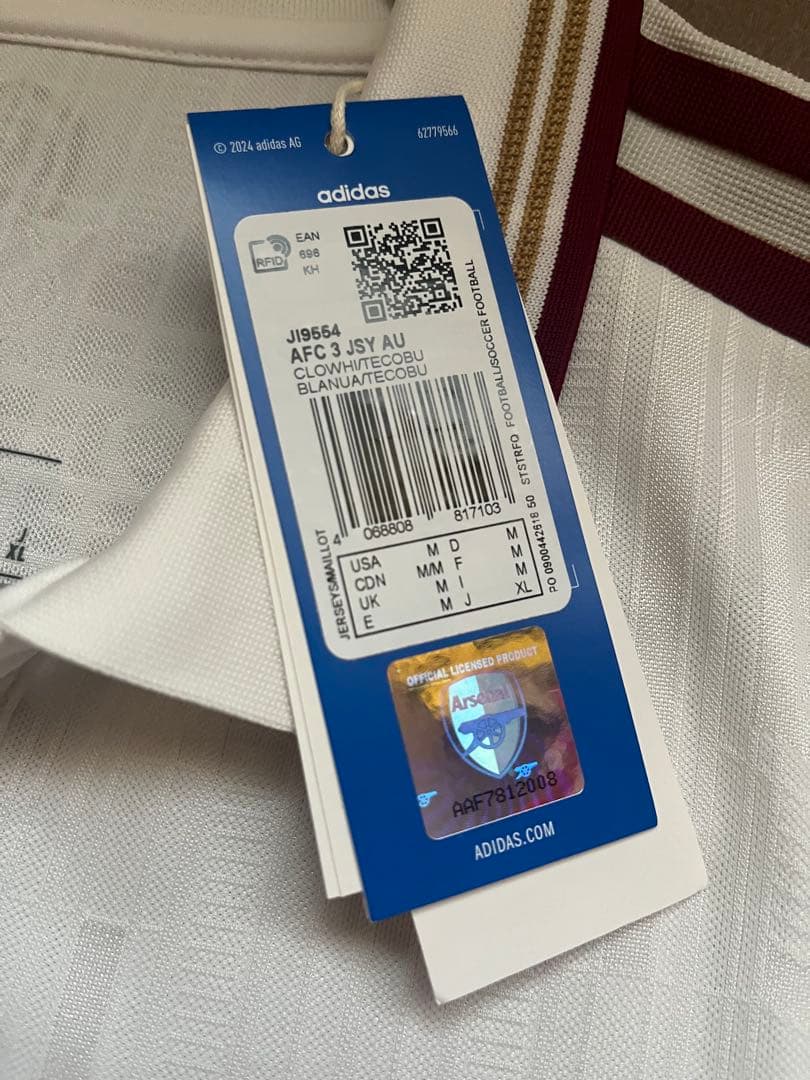 © 2024 adidas AG
62779566
adidas
RFID
EAN
696
KH
JI9554
AFC 3 JSY AU
CLOWHI/TECOBU
BLANUA/TECOBU
4 068808 817103
USA M D M
CDN M/M F M
UK M I M
E M J XL
JERSEYS/MAILLOT
STSTRFO FOOTBALL/SOCCER FOOTBALL
PO 0900442618 50
OFFICIAL LICENSED PRODUCT
Arsenal
AAF7812008
ADIDAS.COM
J
XL